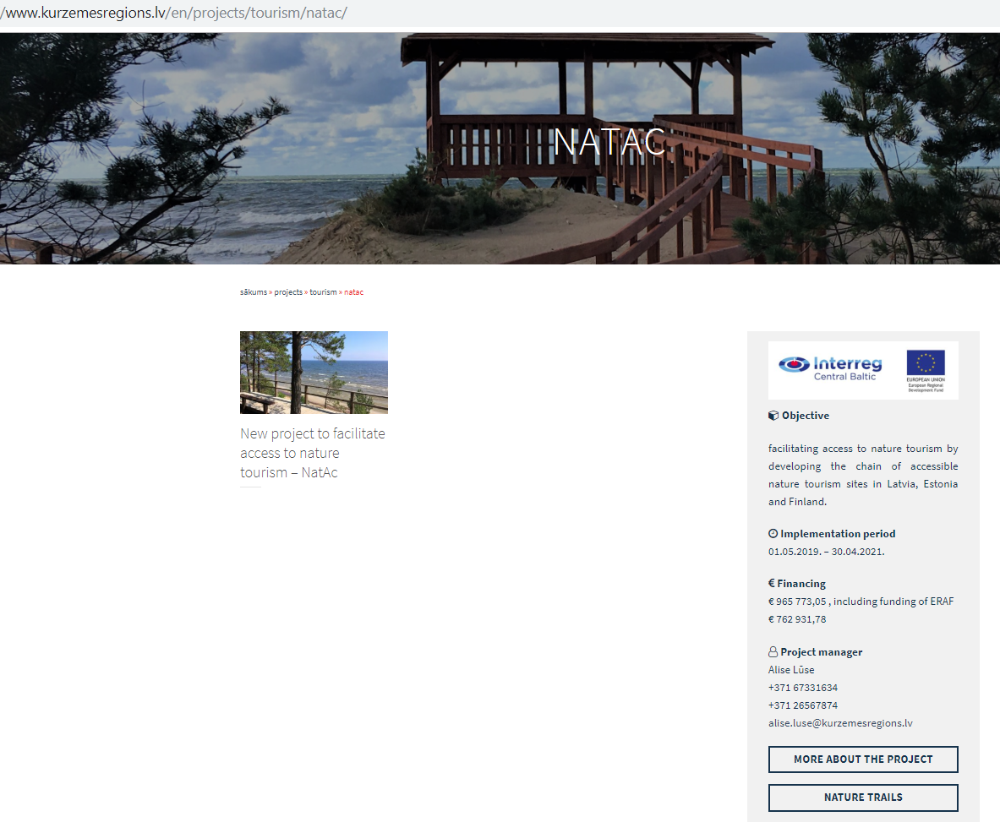 /www.kurzemesregions.lv/en/projects/tourism/natac/
NATAC
sākums » projects » tourism » natac
New project to facilitate
access to nature
tourism – NatAc
Interreg
Central Baltic
EUROPEAN UNION
European Regional
Development Fund
Objective
facilitating access to nature tourism by
developing the chain of accessible
nature tourism sites in Latvia, Estonia
and Finland.
Implementation period
01.05.2019. – 30.04.2021.
€ Financing
€ 965 773,05 , including funding of ERAF
€ 762 931,78
Project manager
Alise Lūse
+371 67331634
+371 26567874
alise.luse@kurzemesregions.lv
MORE ABOUT THE PROJECT
NATURE TRAILS